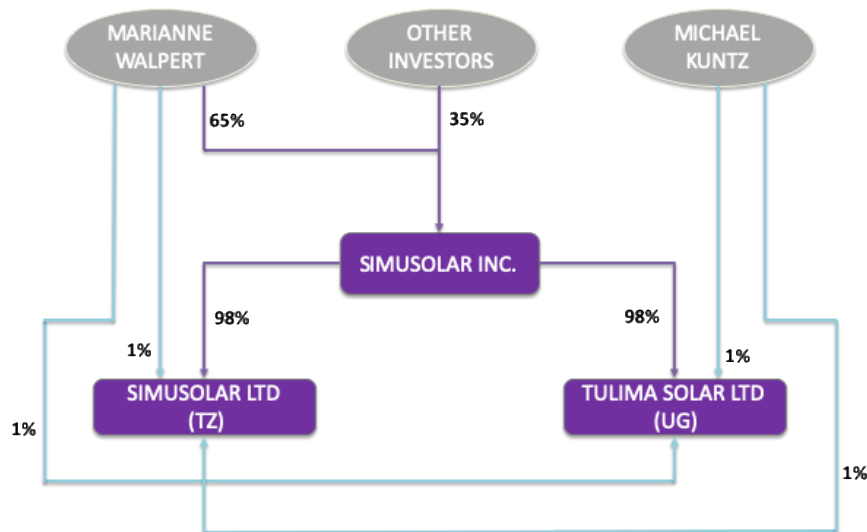 MARIANNE
WALPERT
OTHER
INVESTORS
MICHAEL
KUNTZ
65%
35%
SIMUSOLAR INC.
98%
98%
1%
1%
SIMUSOLAR LTD
(TZ)
TULIMA SOLAR LTD
(UG)
1%
1%